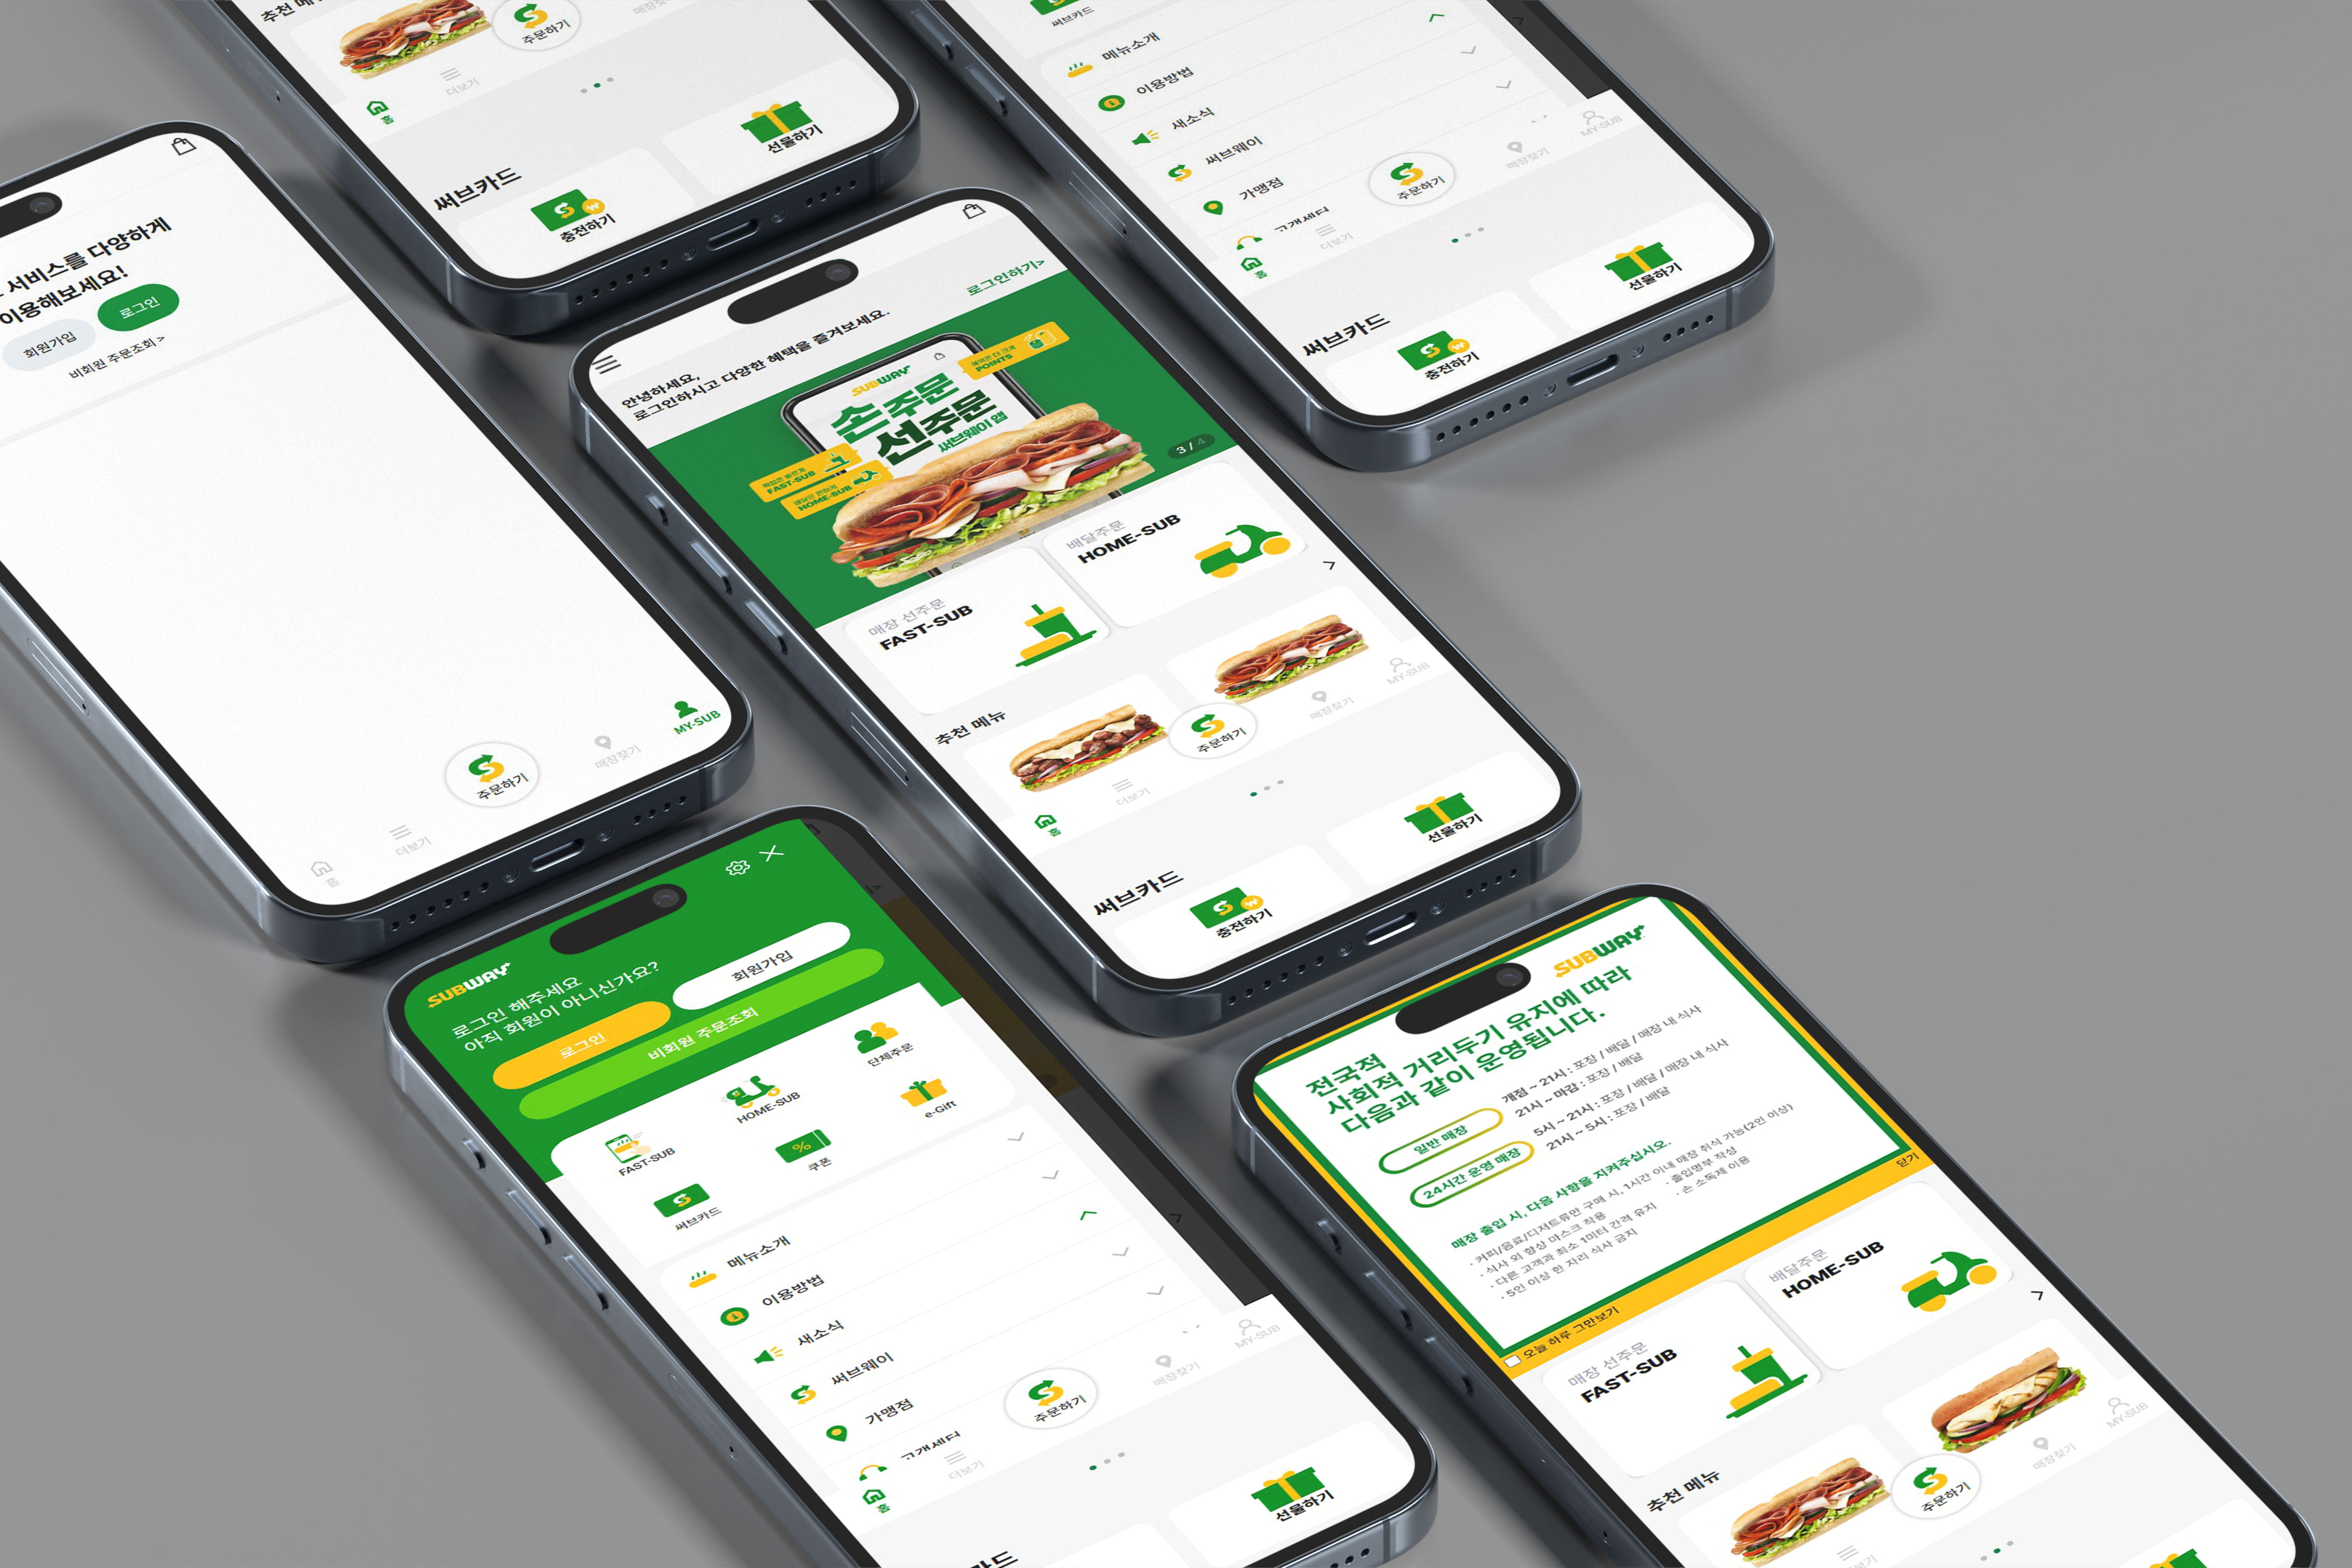 추천 메뉴
주문하기
더보기
홈
써브카드
충전하기
선물하기
써브카드
메뉴소개
이용방법
새소식
써브웨이
가맹점
주문하기
매장찾기
MY-SUB
더보기
홈
써브카드
충전하기
선물하기
서비스를 다양하게
이용해보세요!
회원가입
로그인
비회원 주문조회 >
홈
더보기
주문하기
매장찾기
MY-SUB
로그인하기>
안녕하세요,
로그인하시고 다양한 혜택을 즐겨보세요.
SUBWAY
손주문
선주문
써브웨이 앱
혜택은 더 크게
POINTS
픽업은 빠르게
FAST-SUB
배달은 편하게
HOME-SUB
3 / 4
매장 선주문
FAST-SUB
배달주문
HOME-SUB
>
추천 메뉴
홈
더보기
주문하기
매장찾기
MY-SUB
써브카드
충전하기
선물하기
SUBWAY
로그인 해주세요
아직 회원이 아니신가요?
로그인
회원가입
비회원 주문조회
FAST-SUB
HOME-SUB
단체주문
써브카드
쿠폰
e-Gift
메뉴소개
이용방법
새소식
써브웨이
가맹점
홈
더보기
주문하기
매장찾기
MY-SUB
선물하기
SUBWAY
전국적
사회적 거리두기 유지에 따라
다음과 같이 운영됩니다.
일반 매장
개점 ~ 21시 : 포장 / 배달 / 매장 내 식사
21시 ~ 마감 : 포장 / 배달
24시간 운영 매장
5시 ~ 21시 : 포장 / 배달 / 매장 내 식사
21시 ~ 5시 : 포장 / 배달
매장 출입 시, 다음 사항을 지켜주십시오.
· 커피/음료/디저트류만 구매 시, 1시간 이내 매장 취식 가능(2인 이상)
· 식사 외 항상 마스크 착용
· 출입명부 작성
· 다른 고객과 최소 1미터 간격 유지
· 손 소독제 이용
· 5인 이상 한 자리 식사 금지
오늘 하루 그만보기
닫기
매장 선주문
FAST-SUB
배달주문
HOME-SUB
>
추천 메뉴
주문하기
매장찾기
MY-SUB